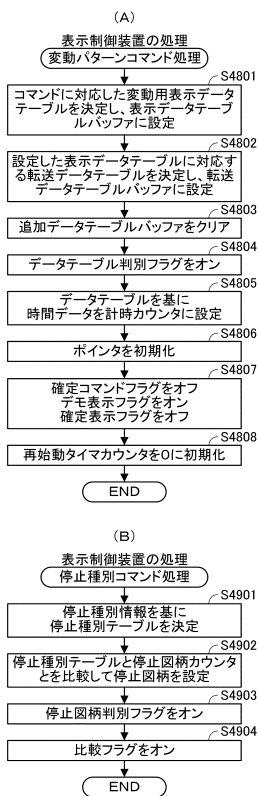 (A)
表示制御装置の処理
変動パターンコマンド処理
S4801
コマンドに対応した変動用表示データ
テーブルを決定し、表示データテーブ
ルバッファに設定
S4802
設定した表示データテーブルに対応す
る転送データテーブルを決定し、転送
データテーブルバッファに設定
S4803
追加データテーブルバッファをクリア
S4804
データテーブル判別フラグをオン
S4805
データテーブルを基に
時間データを計時カウンタに設定
S4806
ポインタを初期化
S4807
確定コマンドフラグをオフ
デモ表示フラグをオン
確定表示フラグをオフ
S4808
再始動タイマカウンタを0に初期化
END
(B)
表示制御装置の処理
停止種別コマンド処理
S4901
停止種別情報を基に
停止種別テーブルを決定
S4902
停止種別テーブルと停止図柄カウンタ
とを比較して停止図柄を設定
S4903
停止図柄判別フラグをオン
S4904
比較フラグをオン
END